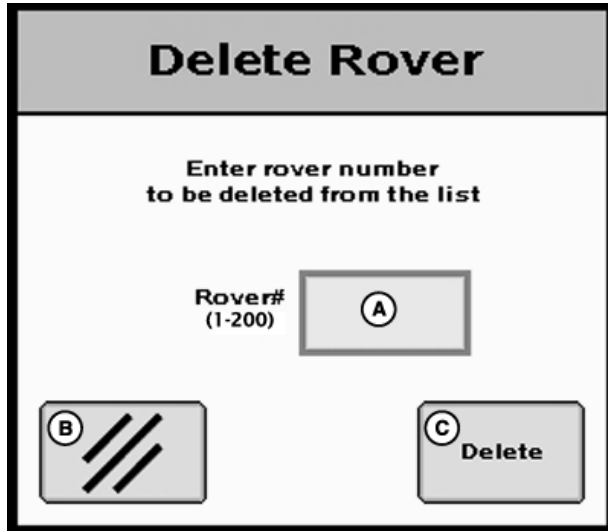 Delete Rover
Enter rover number
to be deleted from the list
Rover#
(1-200)
A
B
C
Delete